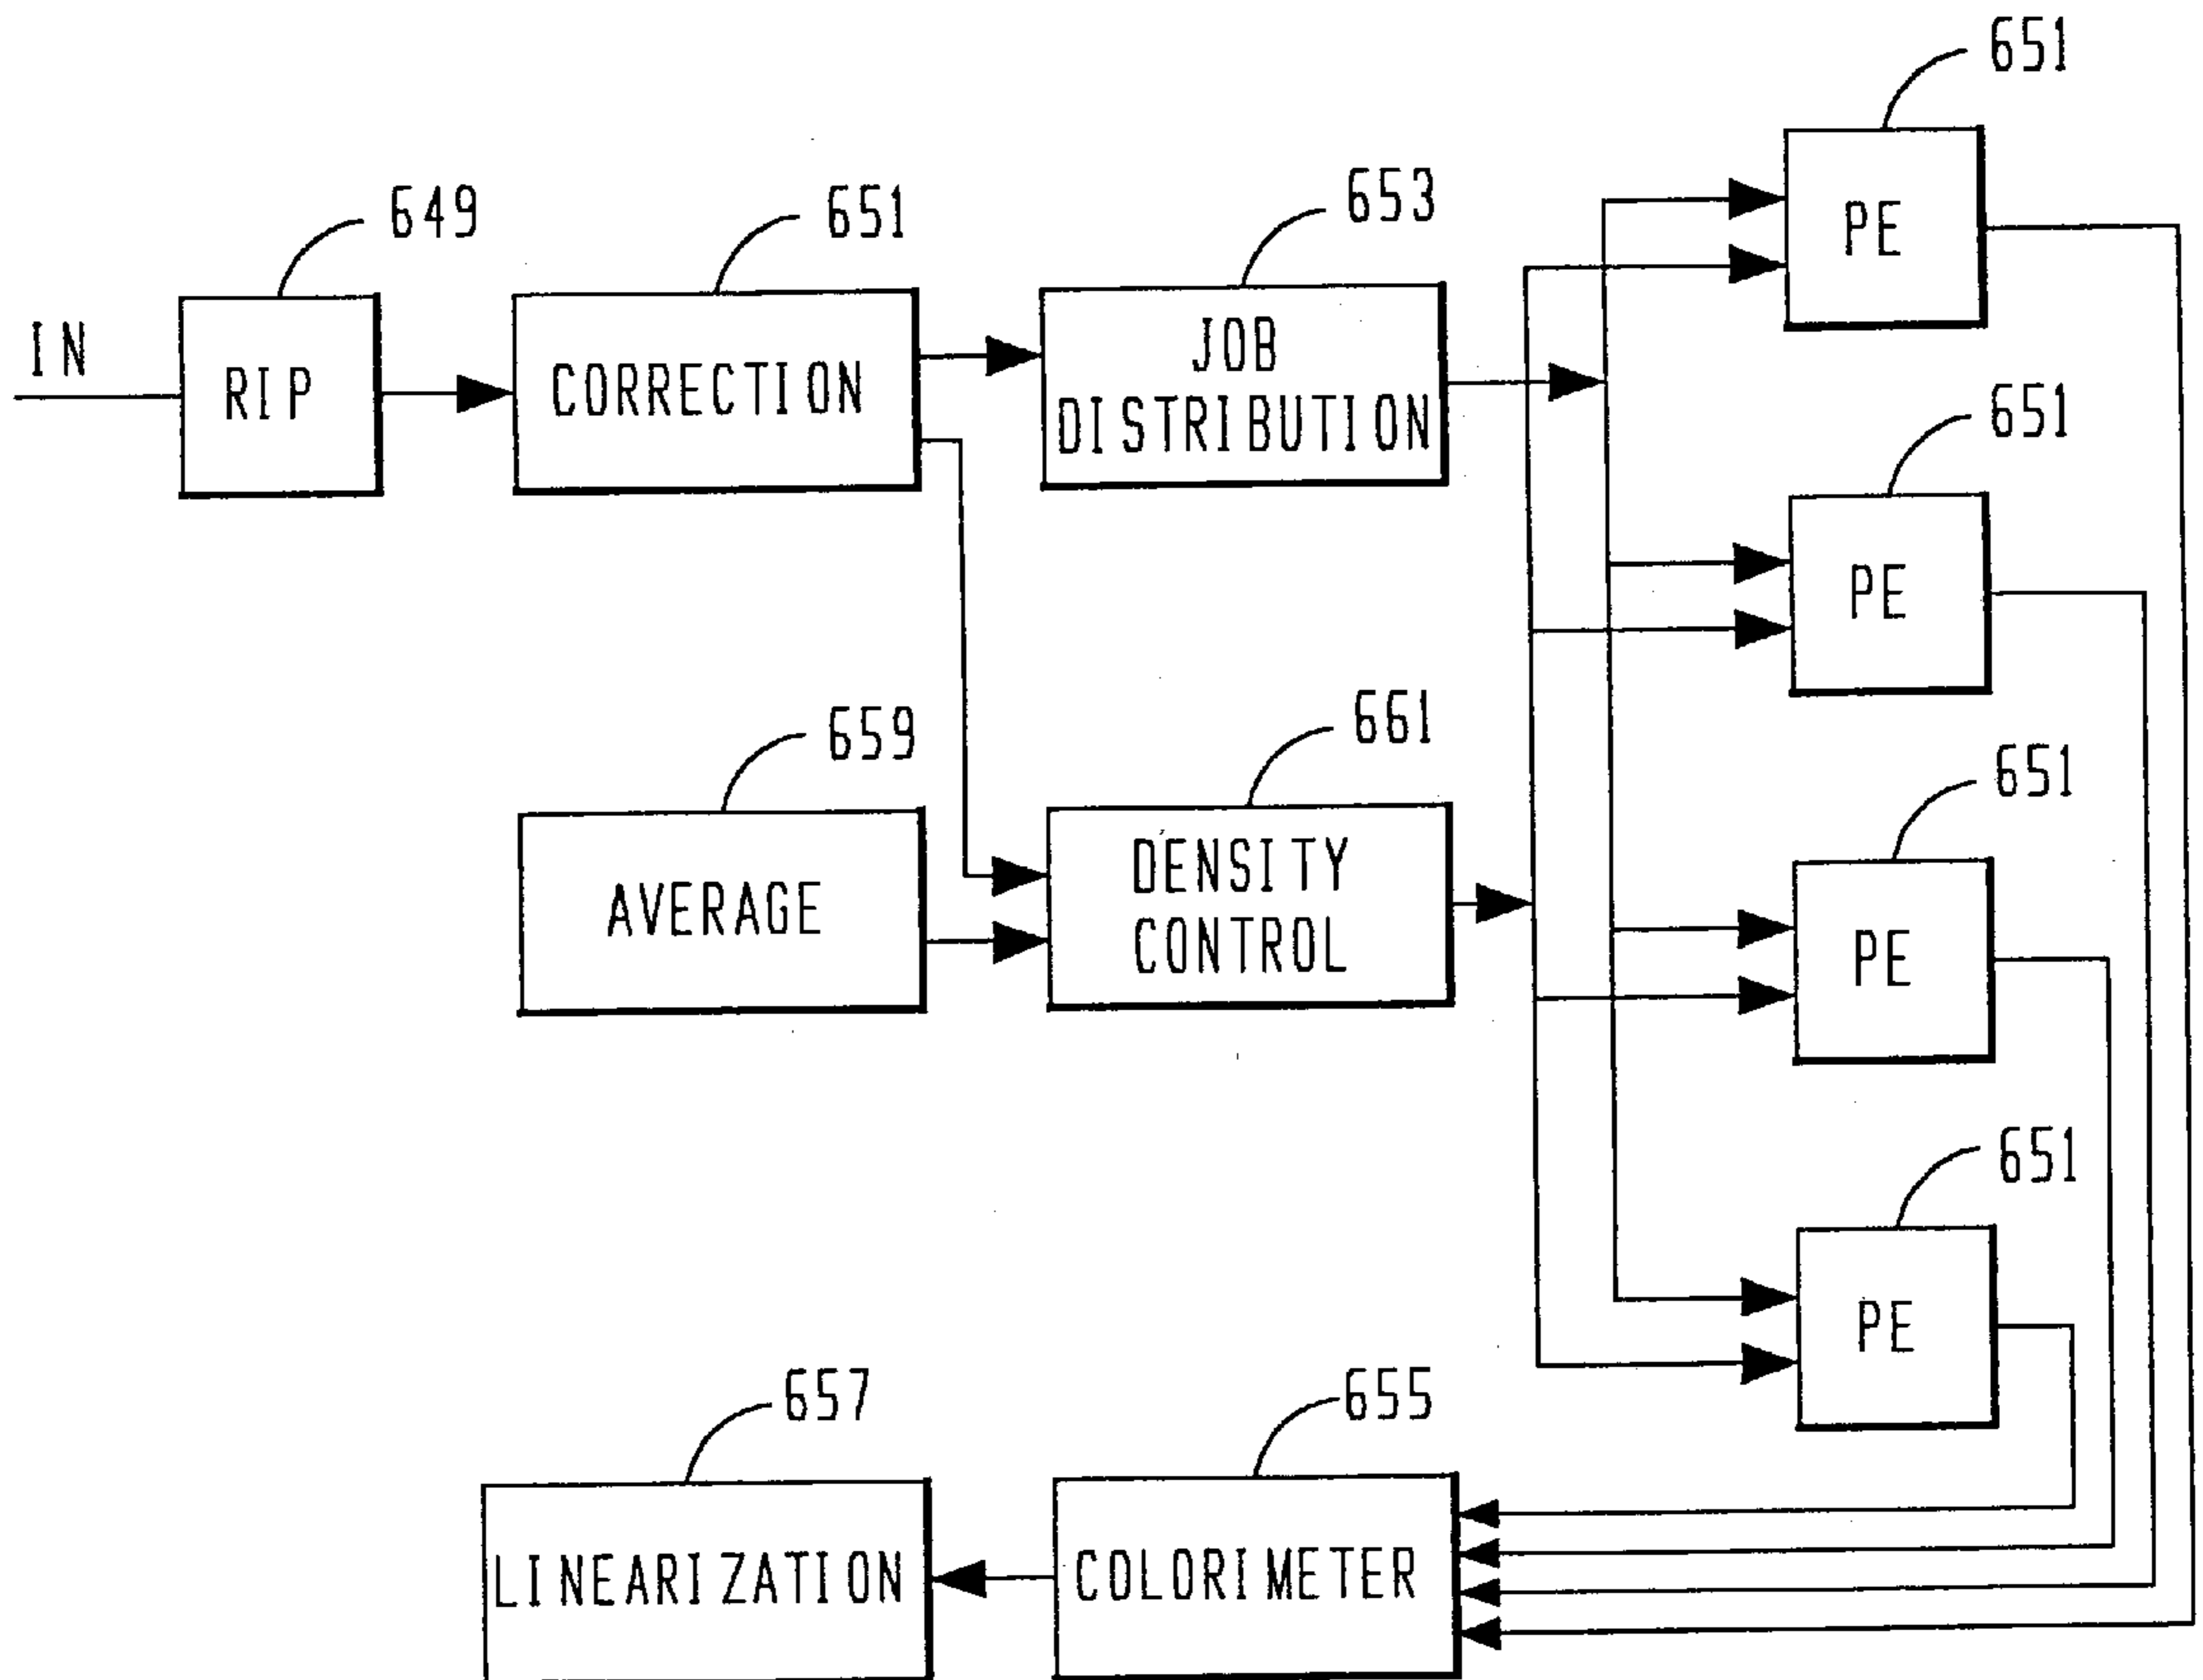 651
649
651
653
IN
RIP
CORRECTION
JOB
DISTRIBUTION
PE
651
PE
659
661
651
AVERAGE
DENSITY
CONTROL
PE
651
PE
657
655
LINEARIZATION
COLORIMETER